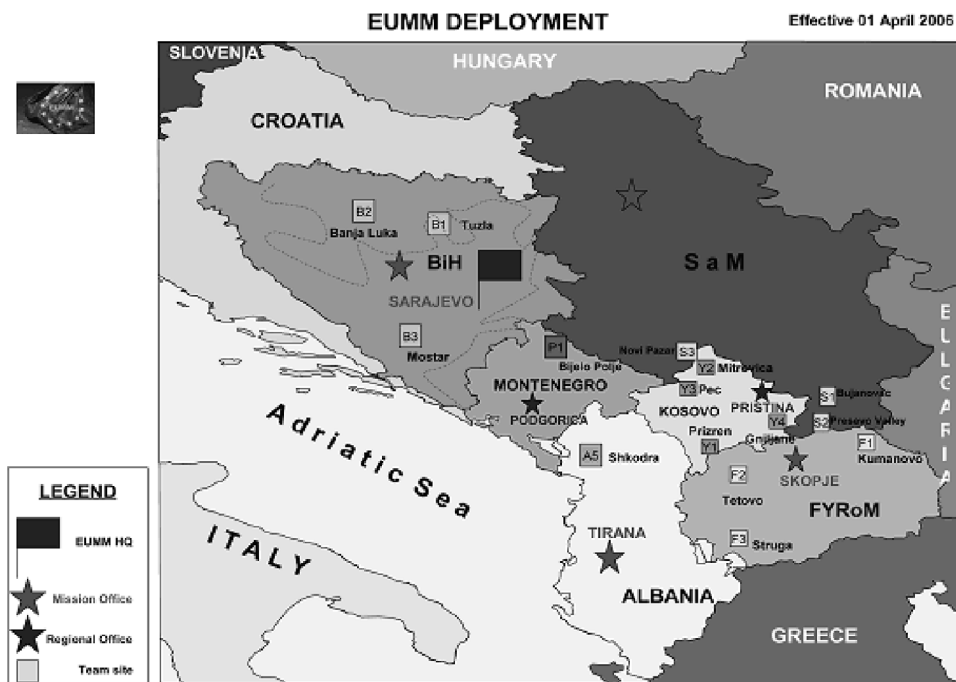 EUMM DEPLOYMENT
Effective 01 April 2006
SLOVENIA
HUNGARY
ROMANIA
CROATIA
B2
Banja Luka
B1
Tuzla
BiH
SARAJEVO
S a M
B3
Mostar
P1
Bijelo Polje
Novi Pazar
S3
Y2
Mitrovica
MONTENEGRO
PODGORICA
Y3
Pec
KOSOVO
PRISTINA
S1
Bujanovac
Y4
Gnjilane
S2
Presevo Valley
Prizren
Y1
F1
Kumanovo
A5
Shkodra
SKOPJE
F2
Tetovo
FYRoM
F3
Struga
TIRANA
ALBANIA
GREECE
ELLGARIA
Adriatic Sea
ITALY
LEGEND
EUMM HQ
Mission Office
Regional Office
Team site